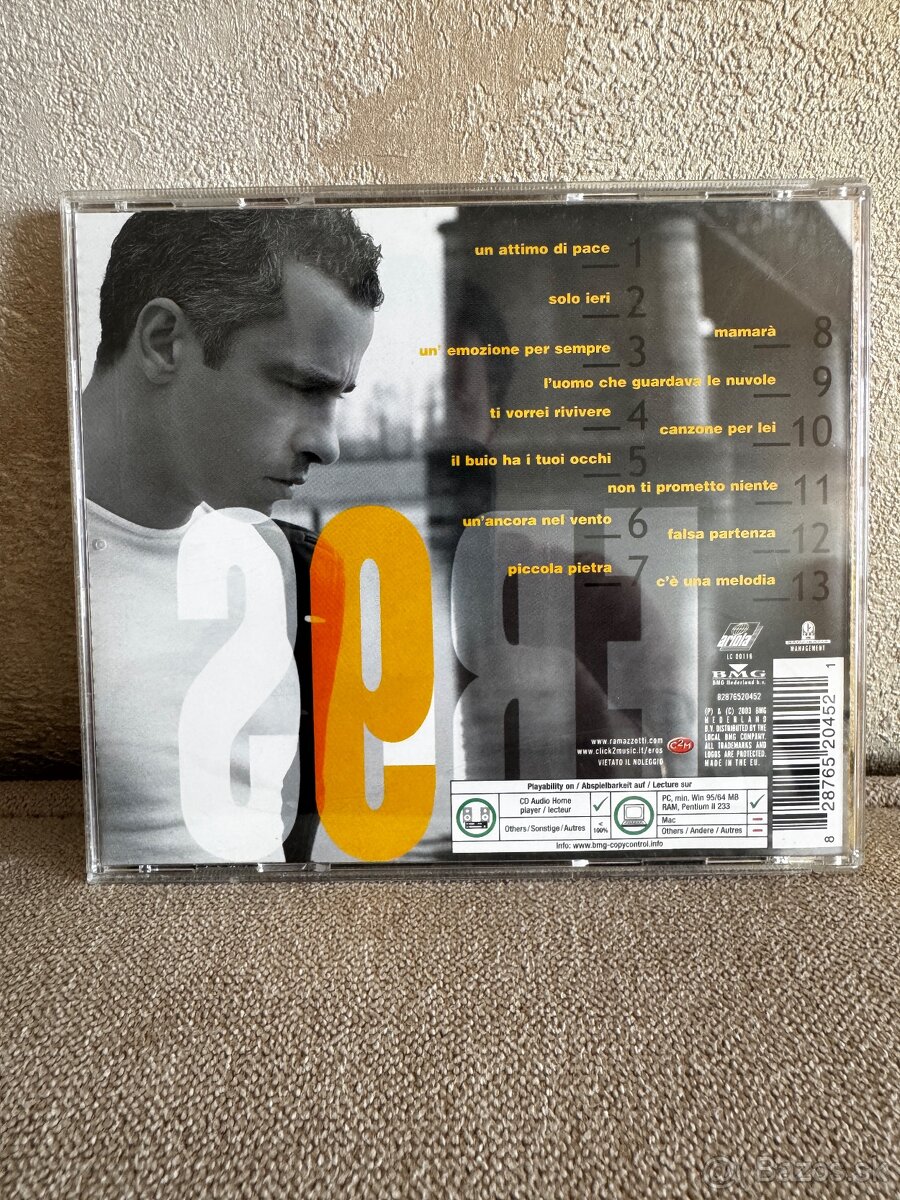 un attimo di pace 1
solo ieri 2
un' emozione per sempre 3
ti vorrei rivivere 4
il buio ha i tuoi occhi 5
un'ancora nel vento 6
piccola pietra 7
mamarà 8
l'uomo che guardava le nuvole 9
canzone per lei 10
non ti prometto niente 11
falsa partenza 12
c'è una melodia 13
9
ariola
LC 00116
MANAGEMENT
BMG
BMG Nederland b.v.
82876520452
(P) & (C) 2003 BMG
NEDERLAND
B.V. DISTRIBUTED BY THE
LOCAL BMG COMPANY.
ALL TRADEMARKS AND
LOGOS ARE PROTECTED.
MADE IN THE EU.
www.ramazzotti.com
www.click2music.it/eros
VIETATO IL NOLEGGIO
C2M
8 28765 20452 1
Playability on / Abspielbarkeit auf / Lecture sur
CD Audio Home
player / lecteur
Others / Sonstige / Autres
< 100%
PC, min. Win 95/64 MB
RAM, Pentium II 233
Mac
Others / Andere / Autres
Info: www.bmg-copycontrol.info
Bazos.sk